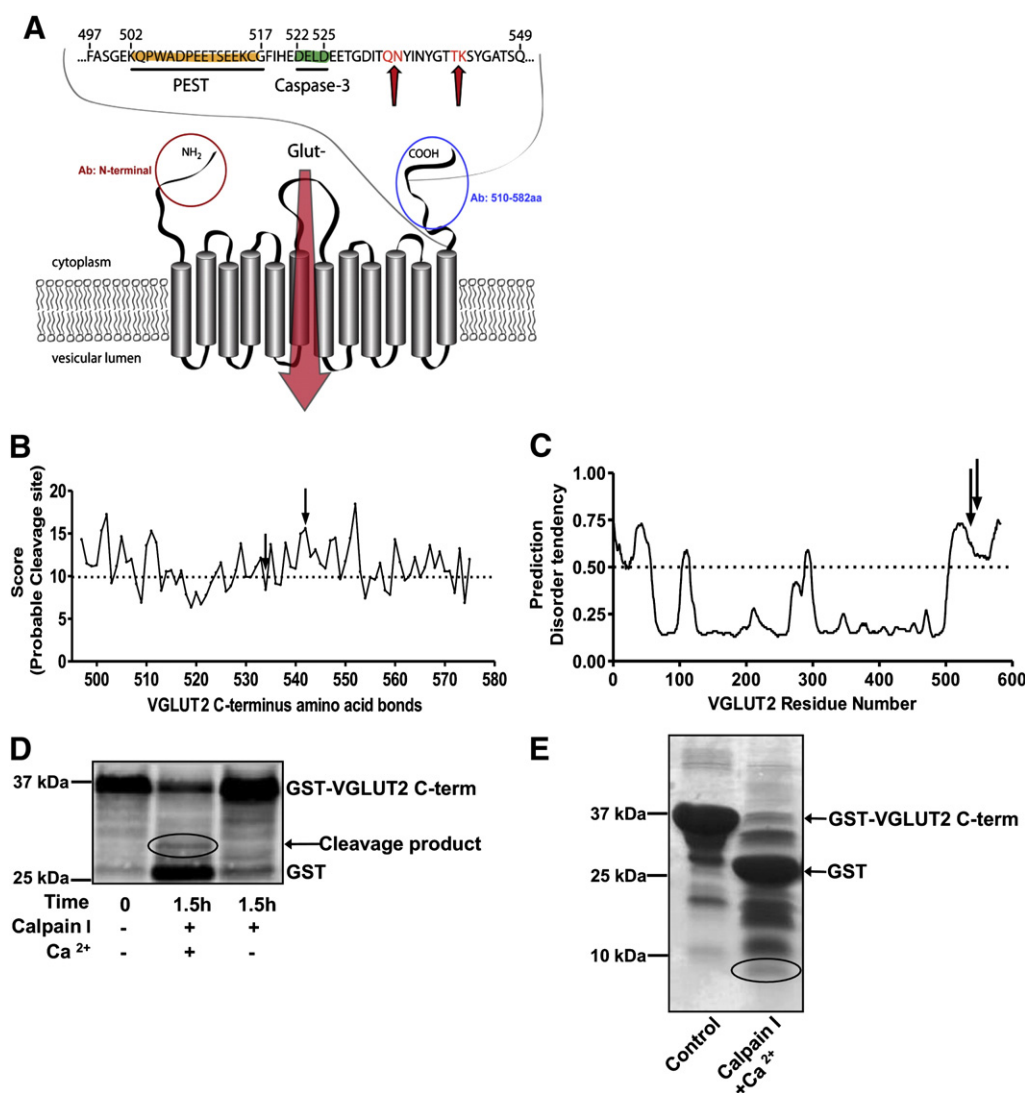 A
497 502 517 522 525 549
...FASGEKQPWADPEETSEEKCGFIHEDELDEETGDITQNYINYGTTKSYGATSQ...
PEST Caspase-3
NH2
Glut-
COOH
Ab: N-terminal
Ab: 510-582aa
cytoplasm
vesicular lumen
B
Score
(Probable Cleavage site)
20
15
10
5
0
500 510 520 530 540 550 560 570 580
VGLUT2 C-terminus amino acid bonds
C
Prediction
Disorder tendency
1.00
0.75
0.50
0.25
0.00
0 100 200 300 400 500 600
VGLUT2 Residue Number
D
37 kDa
GST-VGLUT2 C-term
Cleavage product
25 kDa
GST
Time 0 1.5h 1.5h
Calpain I - + +
Ca 2+ - + -
E
37 kDa
GST-VGLUT2 C-term
25 kDa
GST
10 kDa
Control
Calpain I
+Ca 2+